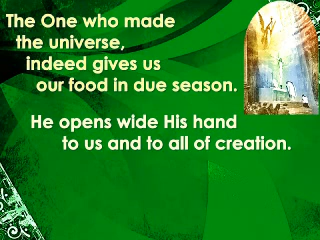 The One who made
the universe,
indeed gives us
our food in due season.
He opens wide His hand
to us and to all of creation.